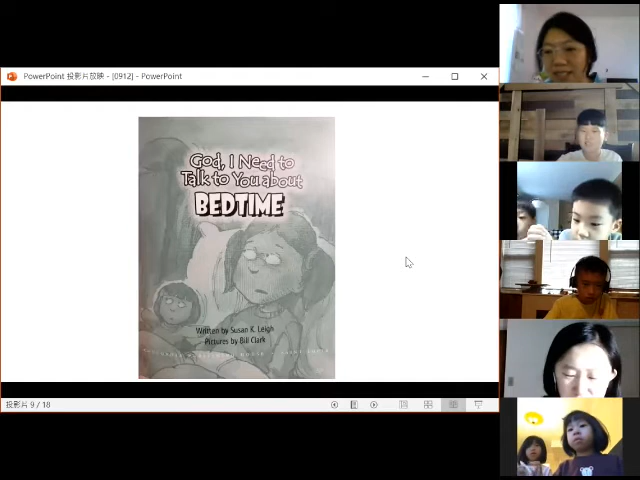 PowerPoint 投影片放映 - [0912] - PowerPoint
God, I Need to
Talk to You about
BEDTIME
Written by Susan K. Leigh
Pictures by Bill Clark
投影片 9 / 18